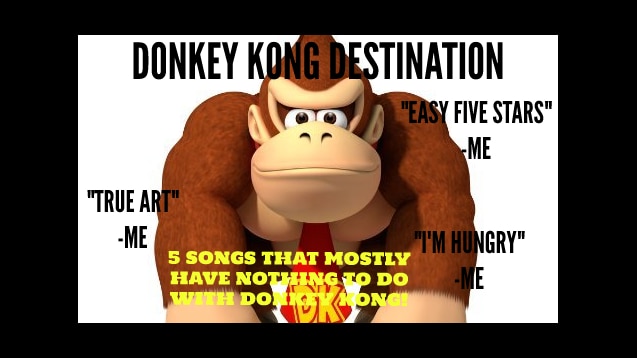 DONKEY KONG DESTINATION
"EASY FIVE STARS"
-ME
"TRUE ART"
-ME
"I'M HUNGRY"
-ME
5 SONGS THAT MOSTLY
HAVE NOTHING TO DO
WITH DONKEY KONG!
DK